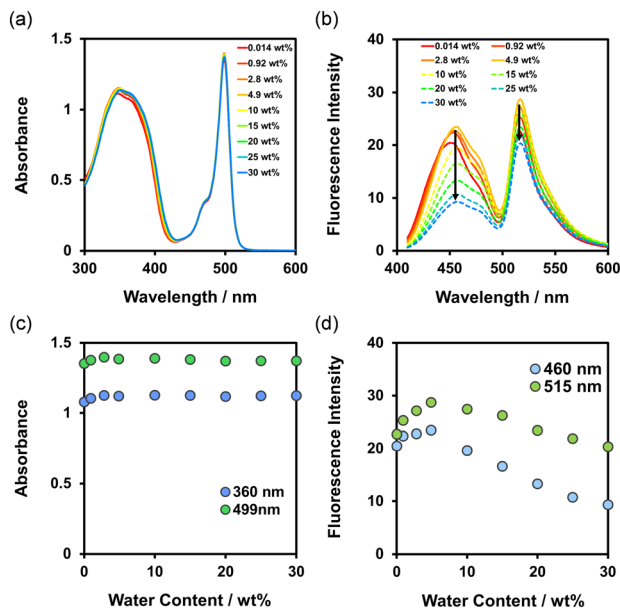 (a)
Absorbance
1.5
1
0.5
0
300
400
500
600
Wavelength / nm
0.014 wt%
0.92 wt%
2.8 wt%
4.9 wt%
10 wt%
15 wt%
20 wt%
25 wt%
30 wt%
(b)
Fluorescence Intensity
40
30
20
10
0
400
450
500
550
600
Wavelength / nm
0.014 wt%
0.92 wt%
2.8 wt%
4.9 wt%
10 wt%
15 wt%
20 wt%
25 wt%
30 wt%
(c)
Absorbance
1.5
1
0.5
0
0
10
20
30
Water Content / wt%
360 nm
499nm
(d)
Fluorescence Intensity
40
30
20
10
0
0
10
20
30
Water Content / wt%
460 nm
515 nm